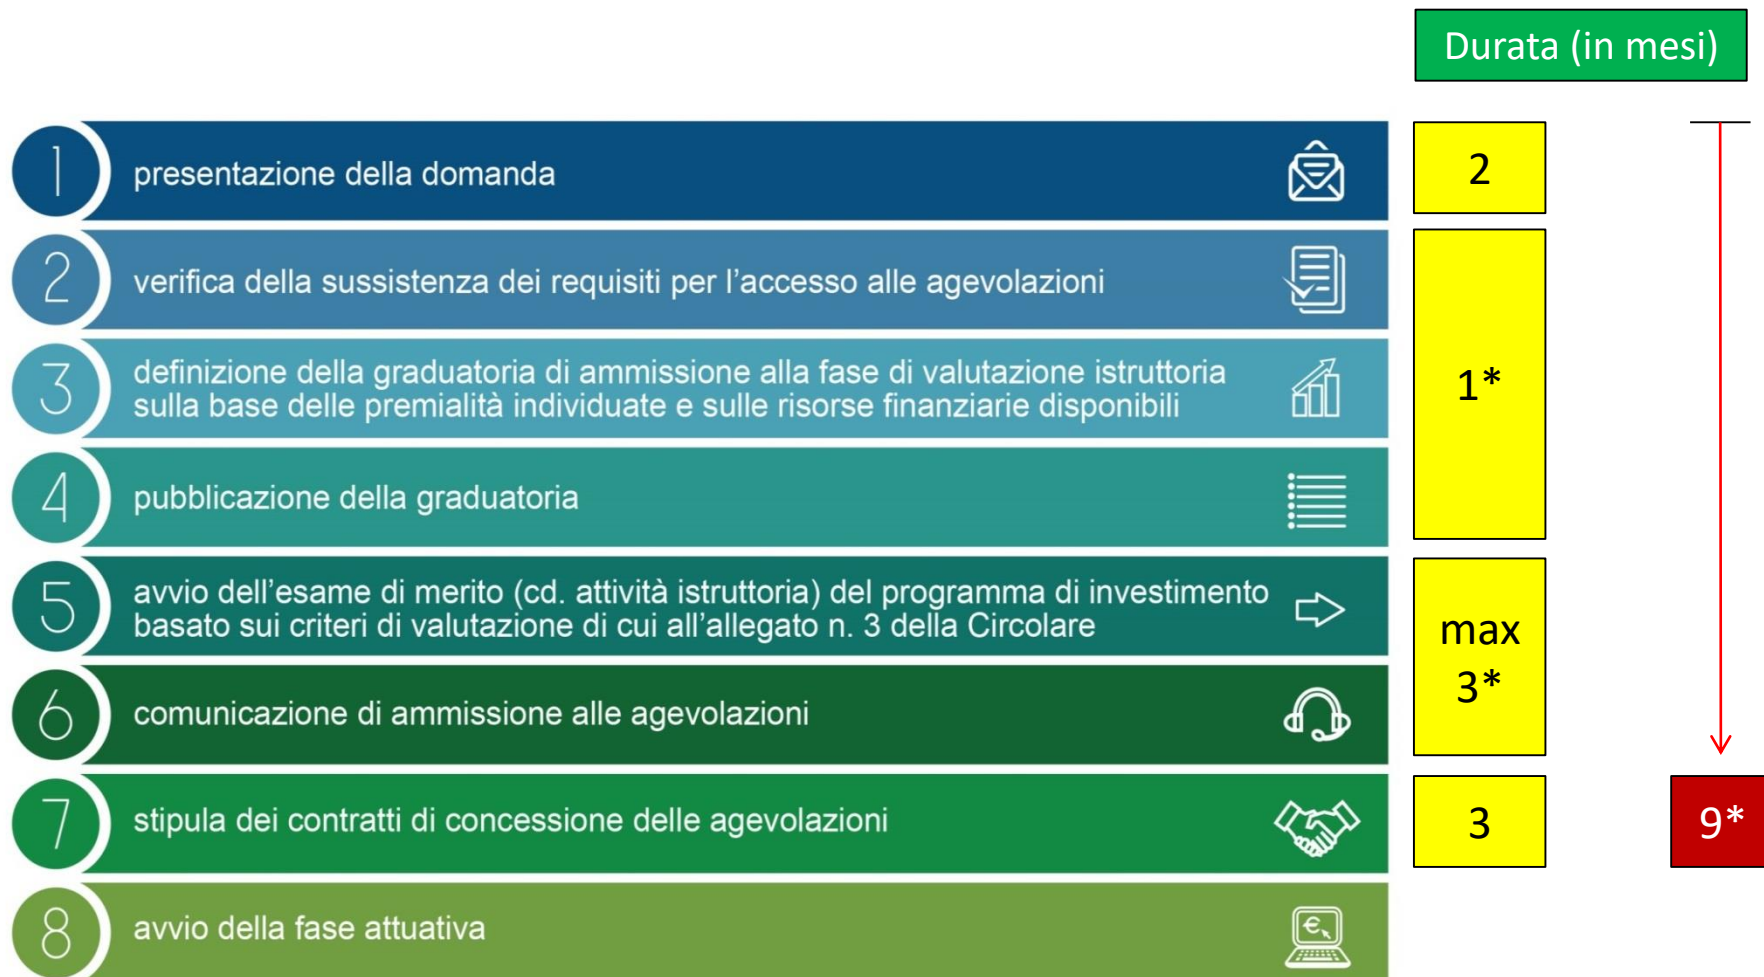 Durata (in mesi)
1 presentazione della domanda 2
2 verifica della sussistenza dei requisiti per l'accesso alle agevolazioni
3 definizione della graduatoria di ammissione alla fase di valutazione istruttoria
sulla base delle premialità individuate e sulle risorse finanziarie disponibili
1*
4 pubblicazione della graduatoria
5 avvio dell'esame di merito (cd. attività istruttoria) del programma di investimento
basato sui criteri di valutazione di cui all'allegato n. 3 della Circolare
max
3*
6 comunicazione di ammissione alle agevolazioni
7 stipula dei contratti di concessione delle agevolazioni 3 9*
8 avvio della fase attuativa
€